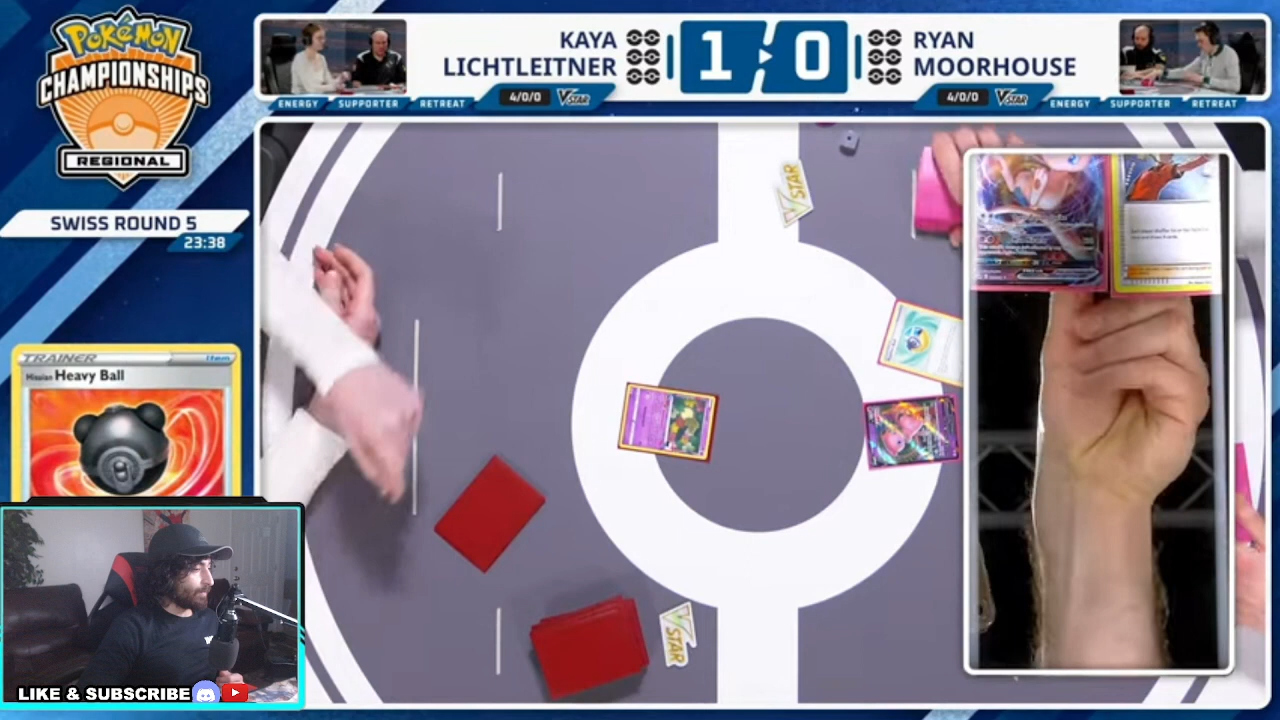 Pokémon
CHAMPIONSHIPS
REGIONAL
SWISS ROUND 5
23:38
KAYA
LICHTLEITNER
1 0
RYAN
MOORHOUSE
ENERGY SUPPORTER RETREAT
4/0/0 VSTAR
4/0/0 VSTAR
ENERGY SUPPORTER RETREAT
VSTAR
TRAINER Item
Hisuian Heavy Ball
VSTAR
LIKE & SUBSCRIBE